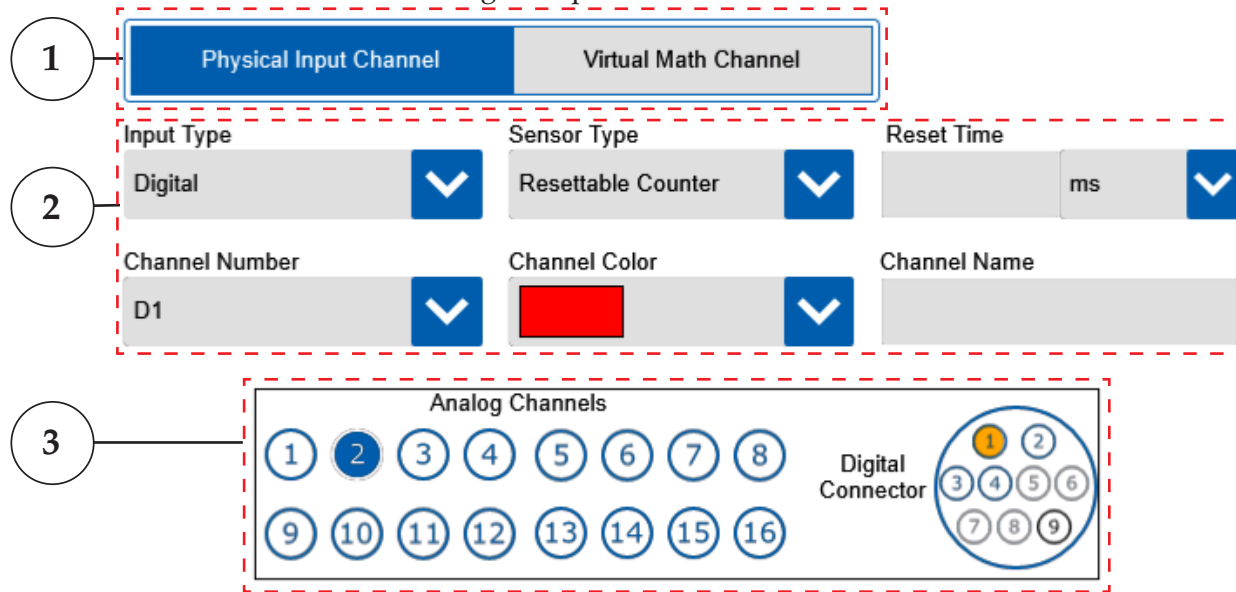 1
Physical Input Channel Virtual Math Channel
2
Input Type Sensor Type Reset Time
Digital Resettable Counter ms
Channel Number Channel Color Channel Name
D1
3
Analog Channels
1 2 3 4 5 6 7 8
9 10 11 12 13 14 15 16
Digital
Connector
1 2
3 4 5 6
7 8 9